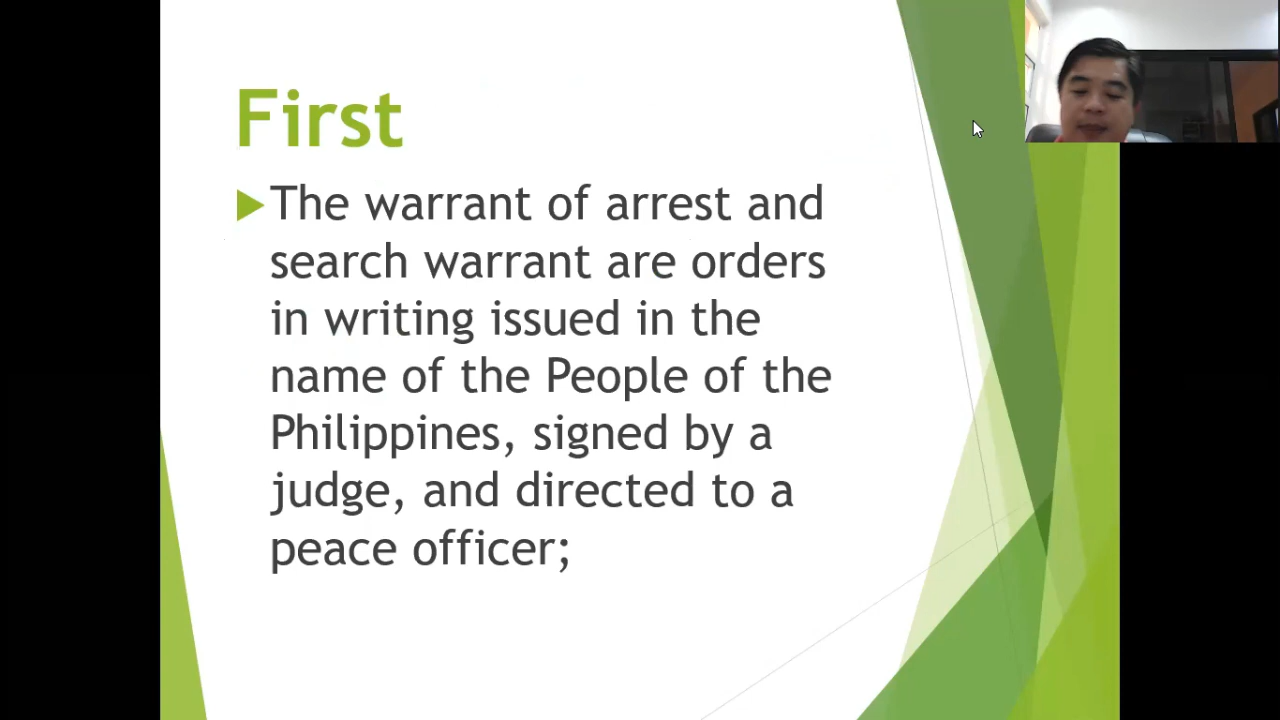 First
The warrant of arrest and
search warrant are orders
in writing issued in the
name of the People of the
Philippines, signed by a
judge, and directed to a
peace officer;